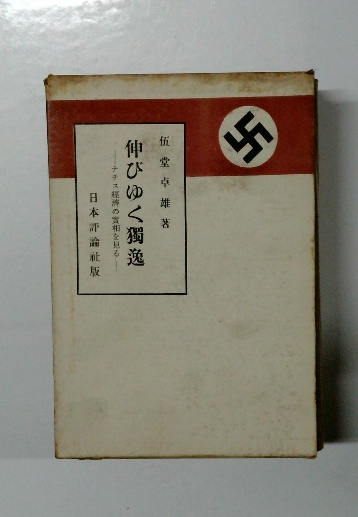 伍堂卓雄著
伸びゆく獨逸
──ナチス經濟の實相を見る──
日本評論社版